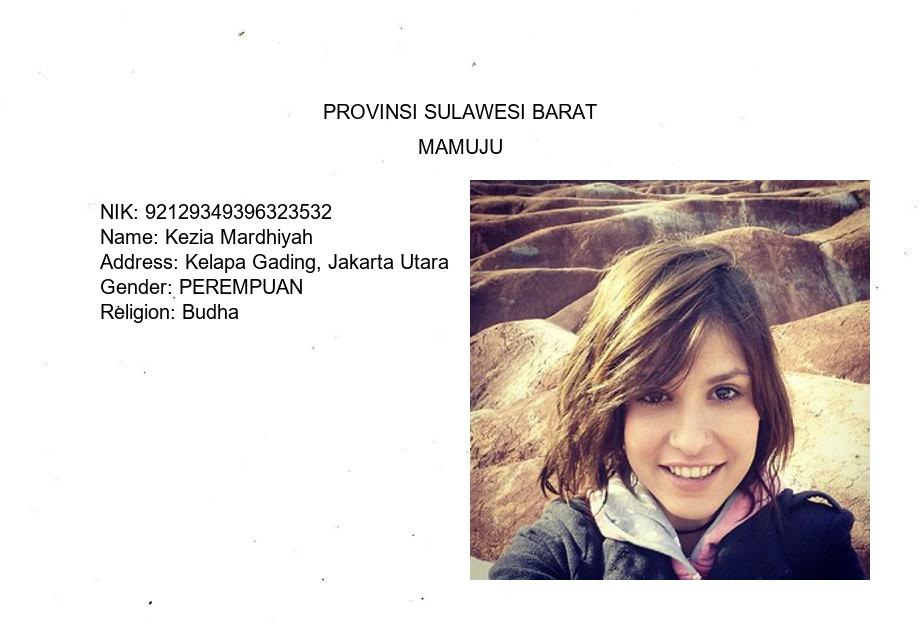 PROVINSI SULAWESI BARAT
MAMUJU
NIK: 92129349396323532
Name: Kezia Mardhiyah
Address: Kelapa Gading, Jakarta Utara
Gender: PEREMPUAN
Religion: Budha